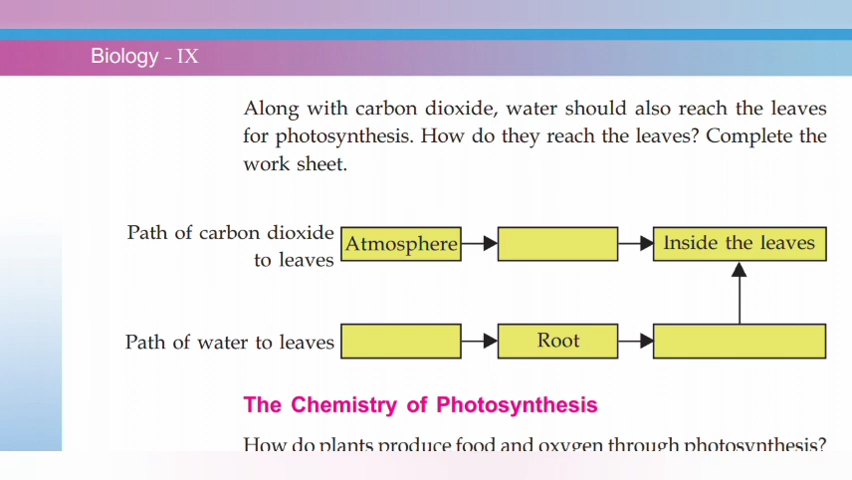 Biology - IX
Along with carbon dioxide, water should also reach the leaves
for photosynthesis. How do they reach the leaves? Complete the
work sheet.
Path of carbon dioxide
to leaves
Atmosphere
Inside the leaves
Path of water to leaves
Root
The Chemistry of Photosynthesis
How do plants produce food and oxygen through photosynthesis?